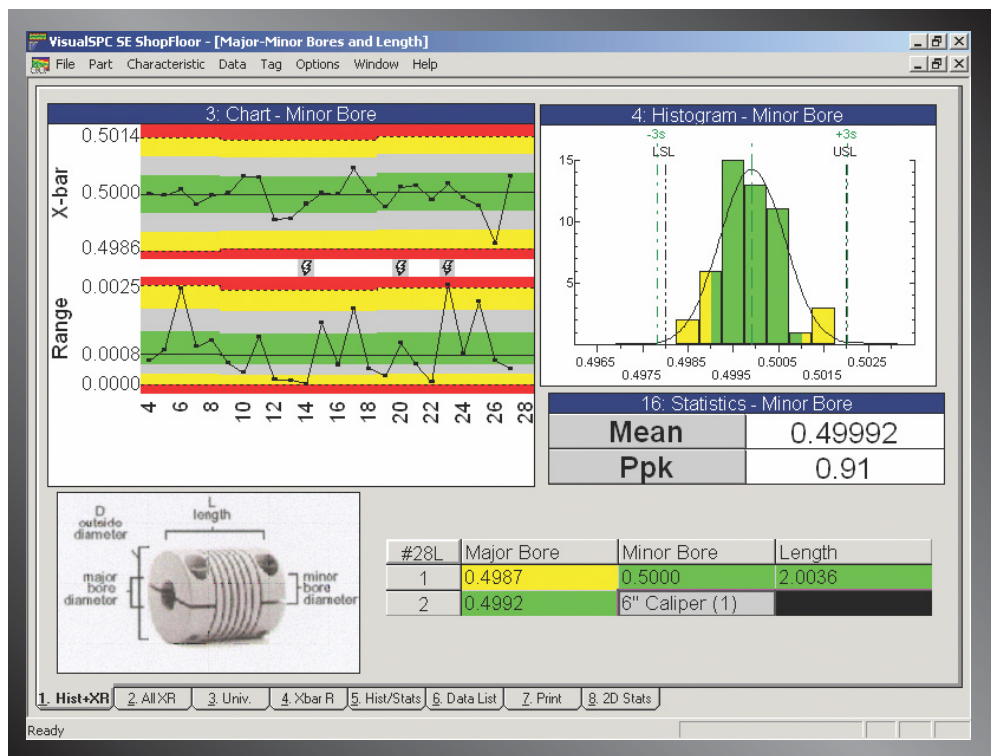 VisualSPC SE ShopFloor - [Major-Minor Bores and Length]
File Part Characteristic Data Tag Options Window Help
3: Chart - Minor Bore
X-bar
0.5014
0.5000
0.4986
Range
0.0025
0.0008
0.0000
4 6 8 10 12 14 16 18 20 22 24 26 28
4: Histogram - Minor Bore
-3s +3s
LSL USL
15
10
5
0.4965 0.4985 0.5005 0.5025
0.4975 0.4995 0.5015
16: Statistics - Minor Bore
Mean 0.49992
Ppk 0.91
D
outside
diameter
L
length
major
bore
diameter
minor
bore
diameter
#28L Major Bore Minor Bore Length
1 0.4987 0.5000 2.0036
2 0.4992 6" Caliper (1)
1. Hist+XR 2. All XR 3. Univ. 4. Xbar R 5. Hist/Stats 6. Data List 7. Print 8. 2D Stats
Ready